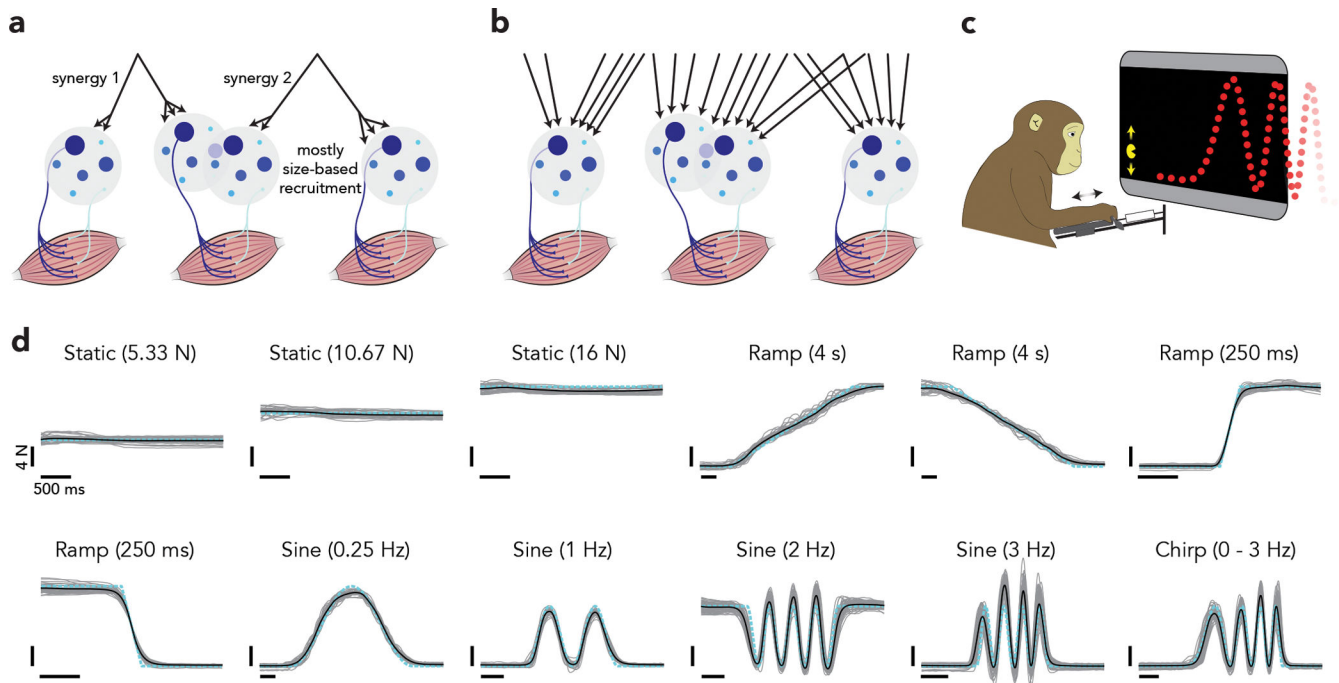 a
b
c
synergy 1
synergy 2
mostly
size-based
recruitment
d
Static (5.33 N)
Static (10.67 N)
Static (16 N)
Ramp (4 s)
Ramp (4 s)
Ramp (250 ms)
4 N
500 ms
Ramp (250 ms)
Sine (0.25 Hz)
Sine (1 Hz)
Sine (2 Hz)
Sine (3 Hz)
Chirp (0 - 3 Hz)